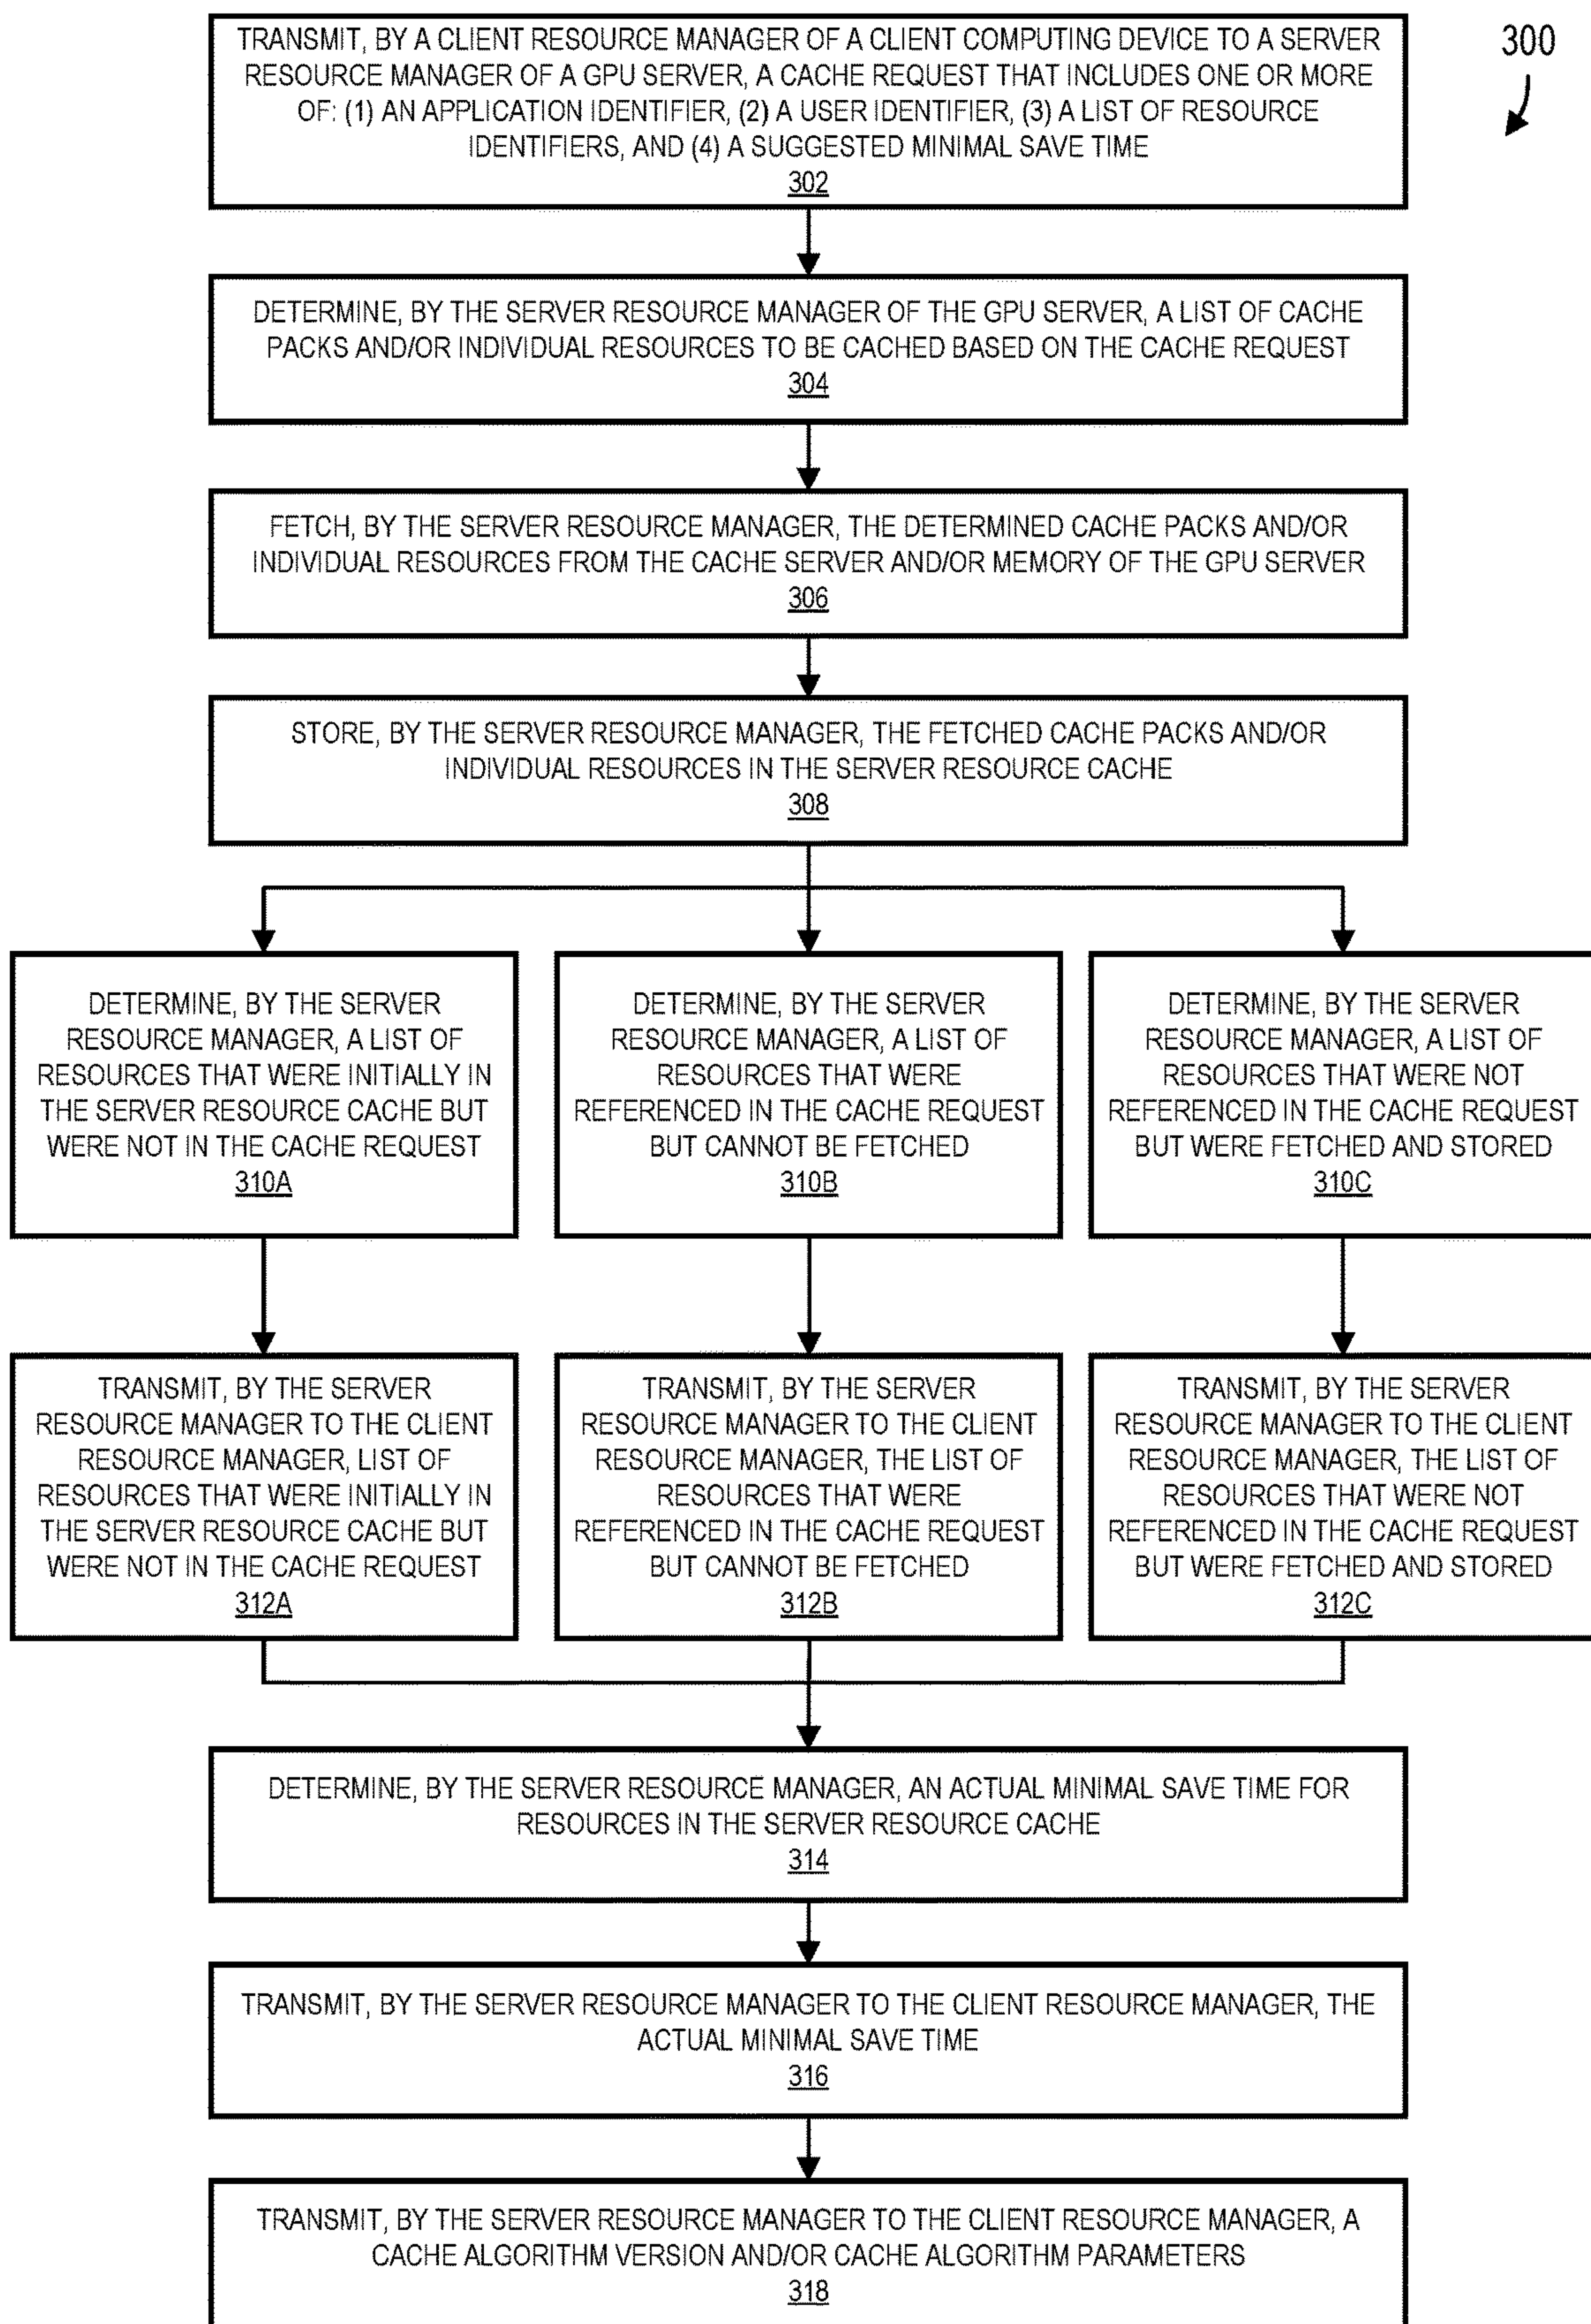 300
TRANSMIT, BY A CLIENT RESOURCE MANAGER OF A CLIENT COMPUTING DEVICE TO A SERVER
RESOURCE MANAGER OF A GPU SERVER, A CACHE REQUEST THAT INCLUDES ONE OR MORE
OF: (1) AN APPLICATION IDENTIFIER, (2) A USER IDENTIFIER, (3) A LIST OF RESOURCE
IDENTIFIERS, AND (4) A SUGGESTED MINIMAL SAVE TIME
302
DETERMINE, BY THE SERVER RESOURCE MANAGER OF THE GPU SERVER, A LIST OF CACHE
PACKS AND/OR INDIVIDUAL RESOURCES TO BE CACHED BASED ON THE CACHE REQUEST
304
FETCH, BY THE SERVER RESOURCE MANAGER, THE DETERMINED CACHE PACKS AND/OR
INDIVIDUAL RESOURCES FROM THE CACHE SERVER AND/OR MEMORY OF THE GPU SERVER
306
STORE, BY THE SERVER RESOURCE MANAGER, THE FETCHED CACHE PACKS AND/OR
INDIVIDUAL RESOURCES IN THE SERVER RESOURCE CACHE
308
DETERMINE, BY THE SERVER
RESOURCE MANAGER, A LIST OF
RESOURCES THAT WERE INITIALLY IN
THE SERVER RESOURCE CACHE BUT
WERE NOT IN THE CACHE REQUEST
310A
DETERMINE, BY THE SERVER
RESOURCE MANAGER, A LIST OF
RESOURCES THAT WERE
REFERENCED IN THE CACHE REQUEST
BUT CANNOT BE FETCHED
310B
DETERMINE, BY THE SERVER
RESOURCE MANAGER, A LIST OF
RESOURCES THAT WERE NOT
REFERENCED IN THE CACHE REQUEST
BUT WERE FETCHED AND STORED
310C
TRANSMIT, BY THE SERVER
RESOURCE MANAGER TO THE CLIENT
RESOURCE MANAGER, LIST OF
RESOURCES THAT WERE INITIALLY IN
THE SERVER RESOURCE CACHE BUT
WERE NOT IN THE CACHE REQUEST
312A
TRANSMIT, BY THE SERVER
RESOURCE MANAGER TO THE CLIENT
RESOURCE MANAGER, THE LIST OF
RESOURCES THAT WERE
REFERENCED IN THE CACHE REQUEST
BUT CANNOT BE FETCHED
312B
TRANSMIT, BY THE SERVER
RESOURCE MANAGER TO THE CLIENT
RESOURCE MANAGER, THE LIST OF
RESOURCES THAT WERE NOT
REFERENCED IN THE CACHE REQUEST
BUT WERE FETCHED AND STORED
312C
DETERMINE, BY THE SERVER RESOURCE MANAGER, AN ACTUAL MINIMAL SAVE TIME FOR
RESOURCES IN THE SERVER RESOURCE CACHE
314
TRANSMIT, BY THE SERVER RESOURCE MANAGER TO THE CLIENT RESOURCE MANAGER, THE
ACTUAL MINIMAL SAVE TIME
316
TRANSMIT, BY THE SERVER RESOURCE MANAGER TO THE CLIENT RESOURCE MANAGER, A
CACHE ALGORITHM VERSION AND/OR CACHE ALGORITHM PARAMETERS
318